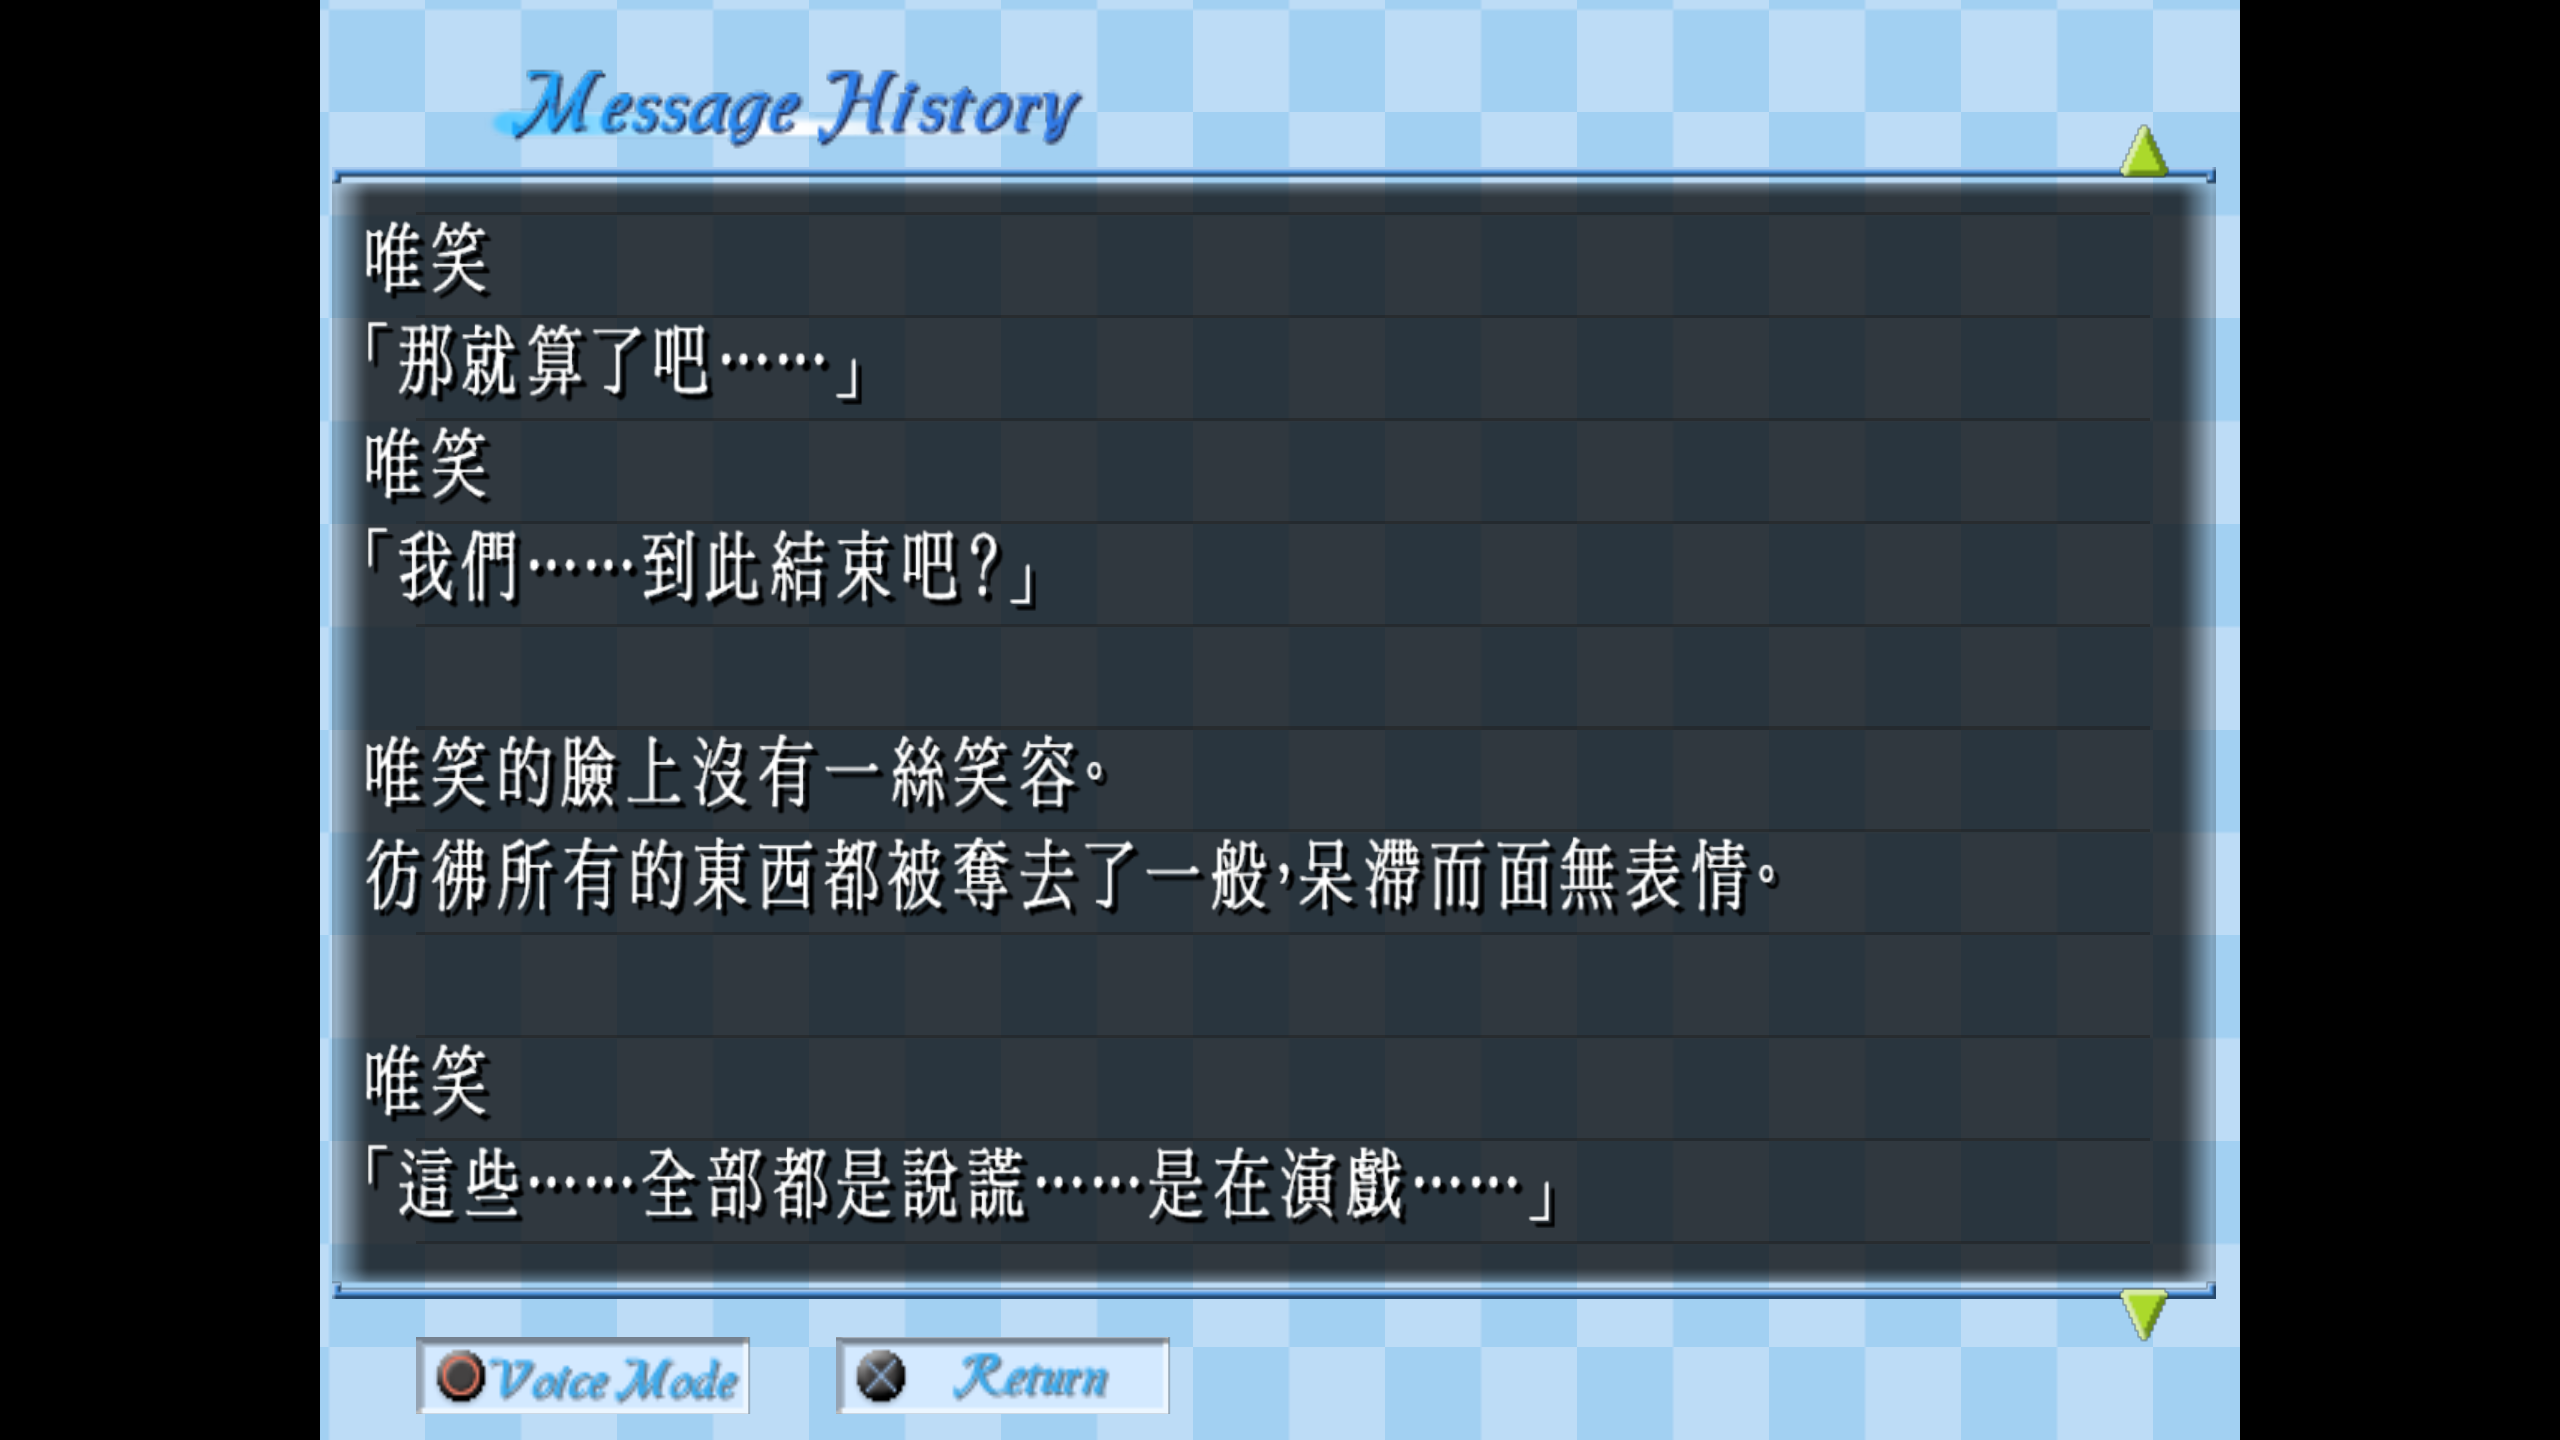 Message History
唯笑
「那就算了吧……」
唯笑
「我們……到此結束吧？」
唯笑的臉上沒有一絲笑容。
彷彿所有的東西都被奪去了一般，呆滯而面無表情。
唯笑
「這些……全部都是說謊……是在演戲……」
Voice Mode
Return